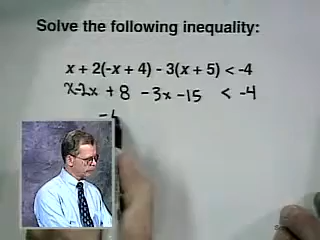 Solve the following inequality:
x + 2(-x + 4) - 3(x + 5) < -4
x-2x + 8 - 3x - 15 < -4